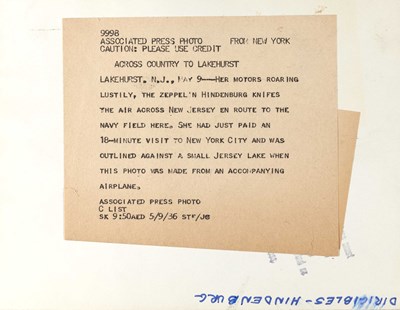 9998
ASSOCIATED PRESS PHOTO FROM NEW YORK
CAUTION: PLEASE USE CREDIT
ACROSS COUNTRY TO LAKEHURST
LAKEHURST, N.J., MAY 9--HER MOTORS ROARING
LUSTILY, THE ZEPPELIN HINDENBURG KNIFES
THE AIR ACROSS NEW JERSEY EN ROUTE TO THE
NAVY FIELD HERE. SHE HAD JUST PAID AN
18-MINUTE VISIT TO NEW YORK CITY AND WAS
OUTLINED AGAINST A SMALL JERSEY LAKE WHEN
THIS PHOTO WAS MADE FROM AN ACCOMPANYING
AIRPLANE.
ASSOCIATED PRESS PHOTO
C LIST
SK 9:50AED 5/9/36 STF/JB
DIRIGIBLES - HINDENBURG